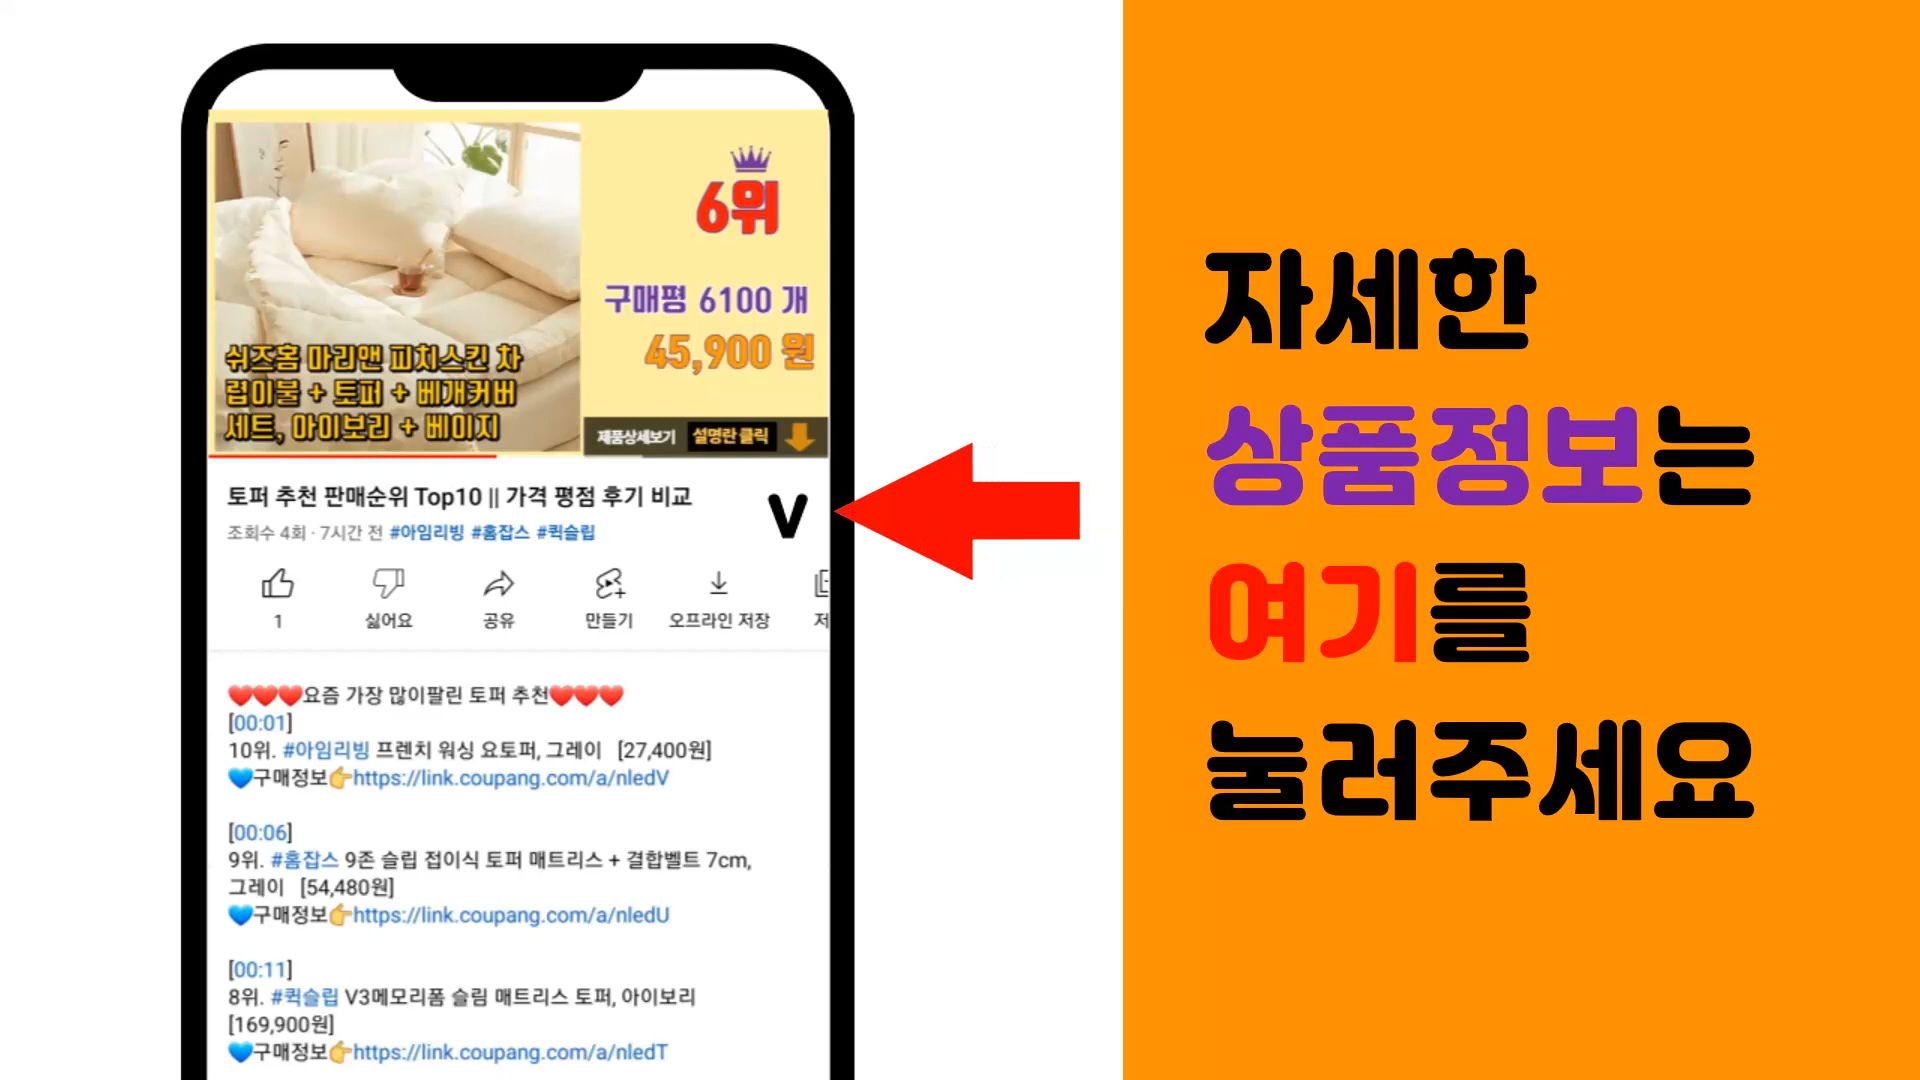 6위
구매평 6100 개
45,900 원
쉬즈홈 마리앤 피치스킨 차
렵이불 + 토퍼 + 베개커버
세트, 아이보리 + 베이지
제품상세보기 설명란 클릭
토퍼 추천 판매순위 Top10 || 가격 평점 후기 비교
V
조회수 4회 · 7시간 전 #아임리빙 #홈잡스 #퀵슬립
1 싫어요 공유 만들기 오프라인 저장 저
❤️❤️❤️요즘 가장 많이팔린 토퍼 추천❤️❤️❤️
[00:01]
10위. #아임리빙 프렌치 워싱 요토퍼, 그레이 [27,400원]
💙구매정보👉https://link.coupang.com/a/nledV
[00:06]
9위. #홈잡스 9존 슬립 접이식 토퍼 매트리스 + 결합벨트 7cm,
그레이 [54,480원]
💙구매정보👉https://link.coupang.com/a/nledU
[00:11]
8위. #퀵슬립 V3메모리폼 슬림 매트리스 토퍼, 아이보리
[169,900원]
💙구매정보👉https://link.coupang.com/a/nledT
자세한
상품정보는
여기를
눌러주세요